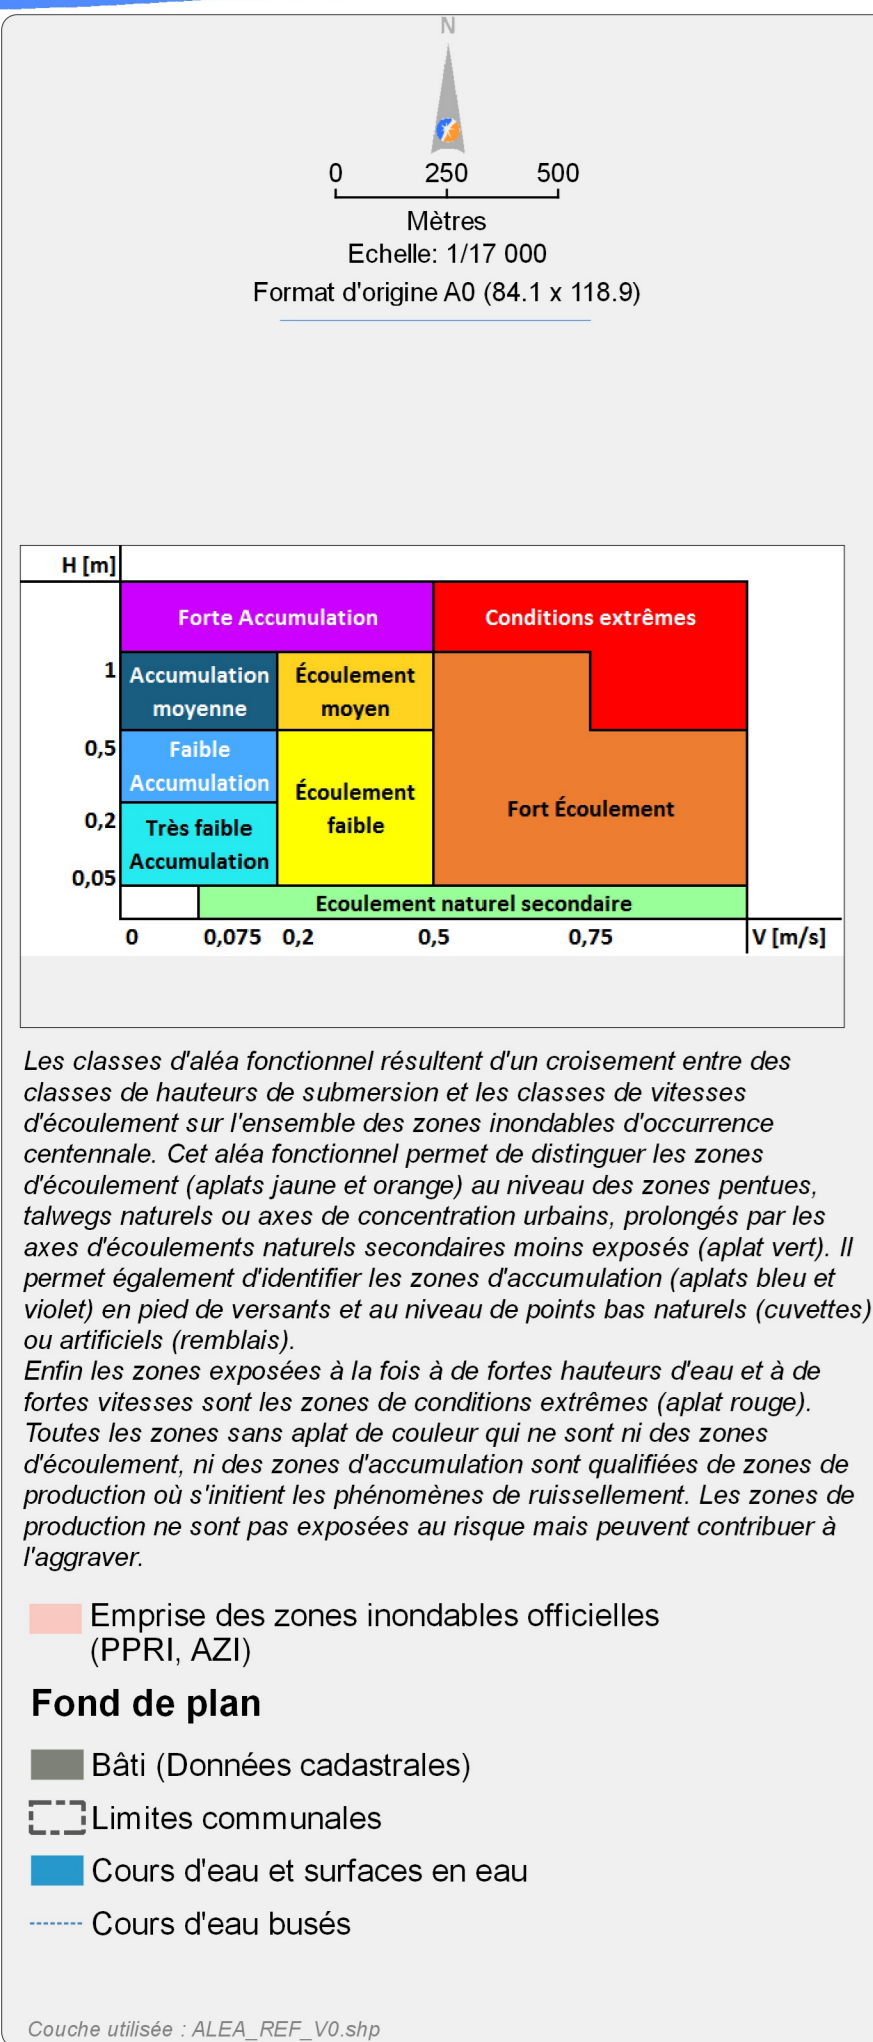 N
0 250 500
Mètres
Echelle: 1/17 000
Format d'origine A0 (84.1 x 118.9)
H [m]
Forte Accumulation
Conditions extrêmes
1
Accumulation
moyenne
Écoulement
moyen
0,5
Faible
Accumulation
Écoulement
faible
Fort Écoulement
0,2
Très faible
Accumulation
0,05
Ecoulement naturel secondaire
0 0,075 0,2 0,5 0,75 V [m/s]
Les classes d'aléa fonctionnel résultent d'un croisement entre des
classes de hauteurs de submersion et les classes de vitesses
d'écoulement sur l'ensemble des zones inondables d'occurrence
centennale. Cet aléa fonctionnel permet de distinguer les zones
d'écoulement (aplats jaune et orange) au niveau des zones pentues,
talwegs naturels ou axes de concentration urbains, prolongés par les
axes d'écoulements naturels secondaires moins exposés (aplat vert). Il
permet également d'identifier les zones d'accumulation (aplats bleu et
violet) en pied de versants et au niveau de points bas naturels (cuvettes)
ou artificiels (remblais).
Enfin les zones exposées à la fois à de fortes hauteurs d'eau et à de
fortes vitesses sont les zones de conditions extrêmes (aplat rouge).
Toutes les zones sans aplat de couleur qui ne sont ni des zones
d'écoulement, ni des zones d'accumulation sont qualifiées de zones de
production où s'initient les phénomènes de ruissellement. Les zones de
production ne sont pas exposées au risque mais peuvent contribuer à
l'aggraver.
Emprise des zones inondables officielles
(PPRI, AZI)
Fond de plan
Bâti (Données cadastrales)
Limites communales
Cours d'eau et surfaces en eau
Cours d'eau busés
Couche utilisée : ALEA_REF_V0.shp